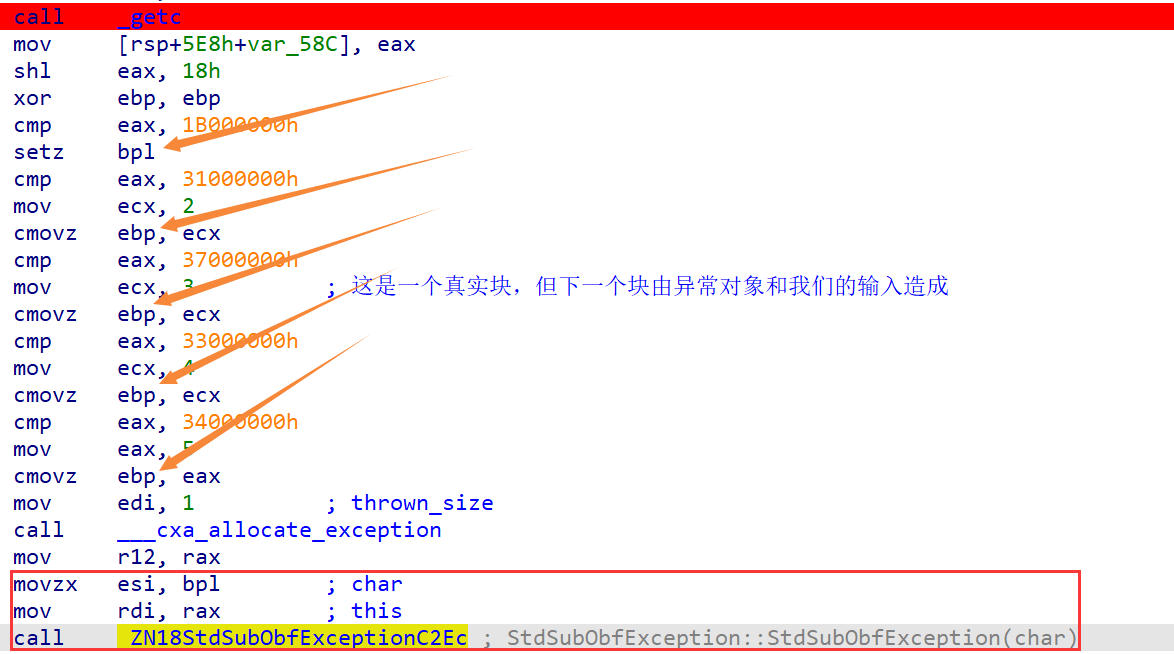 call _getc
mov [rsp+5E8h+var_58C], eax
shl eax, 18h
xor ebp, ebp
cmp eax, 1B000000h
setz bpl
cmp eax, 31000000h
mov ecx, 2
cmovz ebp, ecx
cmp eax, 37000000h
mov ecx, 3 ; 这是一个真实块，但下一个块由异常对象和我们的输入造成
cmovz ebp, ecx
cmp eax, 33000000h
mov ecx, 4
cmovz ebp, ecx
cmp eax, 34000000h
mov eax, 5
cmovz ebp, eax
mov edi, 1 ; thrown_size
call ___cxa_allocate_exception
mov r12, rax
movzx esi, bpl ; char
mov rdi, rax ; this
call _ZN18StdSubObfExceptionC2Ec ; StdSubObfException::StdSubObfException(char)